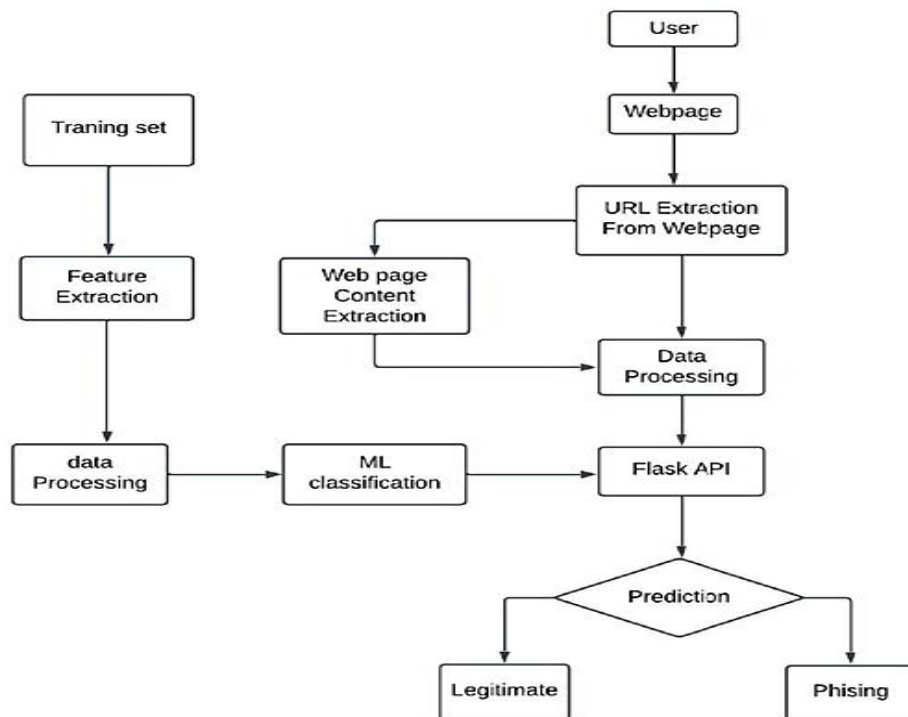 User
Webpage
Traning set
URL Extraction
From Webpage
Feature
Extraction
Web page
Content
Extraction
Data
Processing
data
Processing
ML
classification
Flask API
Prediction
Legitimate
Phising